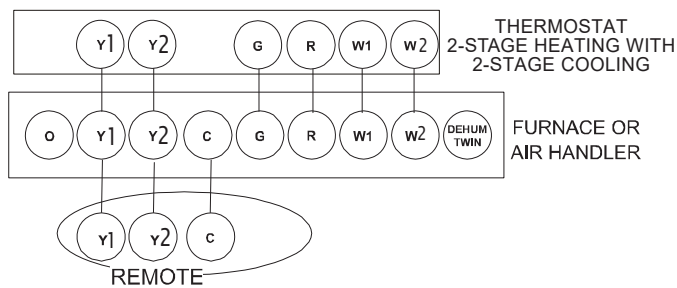 Y1 Y2 G R W1 W2
THERMOSTAT
2-STAGE HEATING WITH
2-STAGE COOLING
O Y1 Y2 C G R W1 W2 DEHUM
TWIN
FURNACE OR
AIR HANDLER
Y1 Y2 C
REMOTE